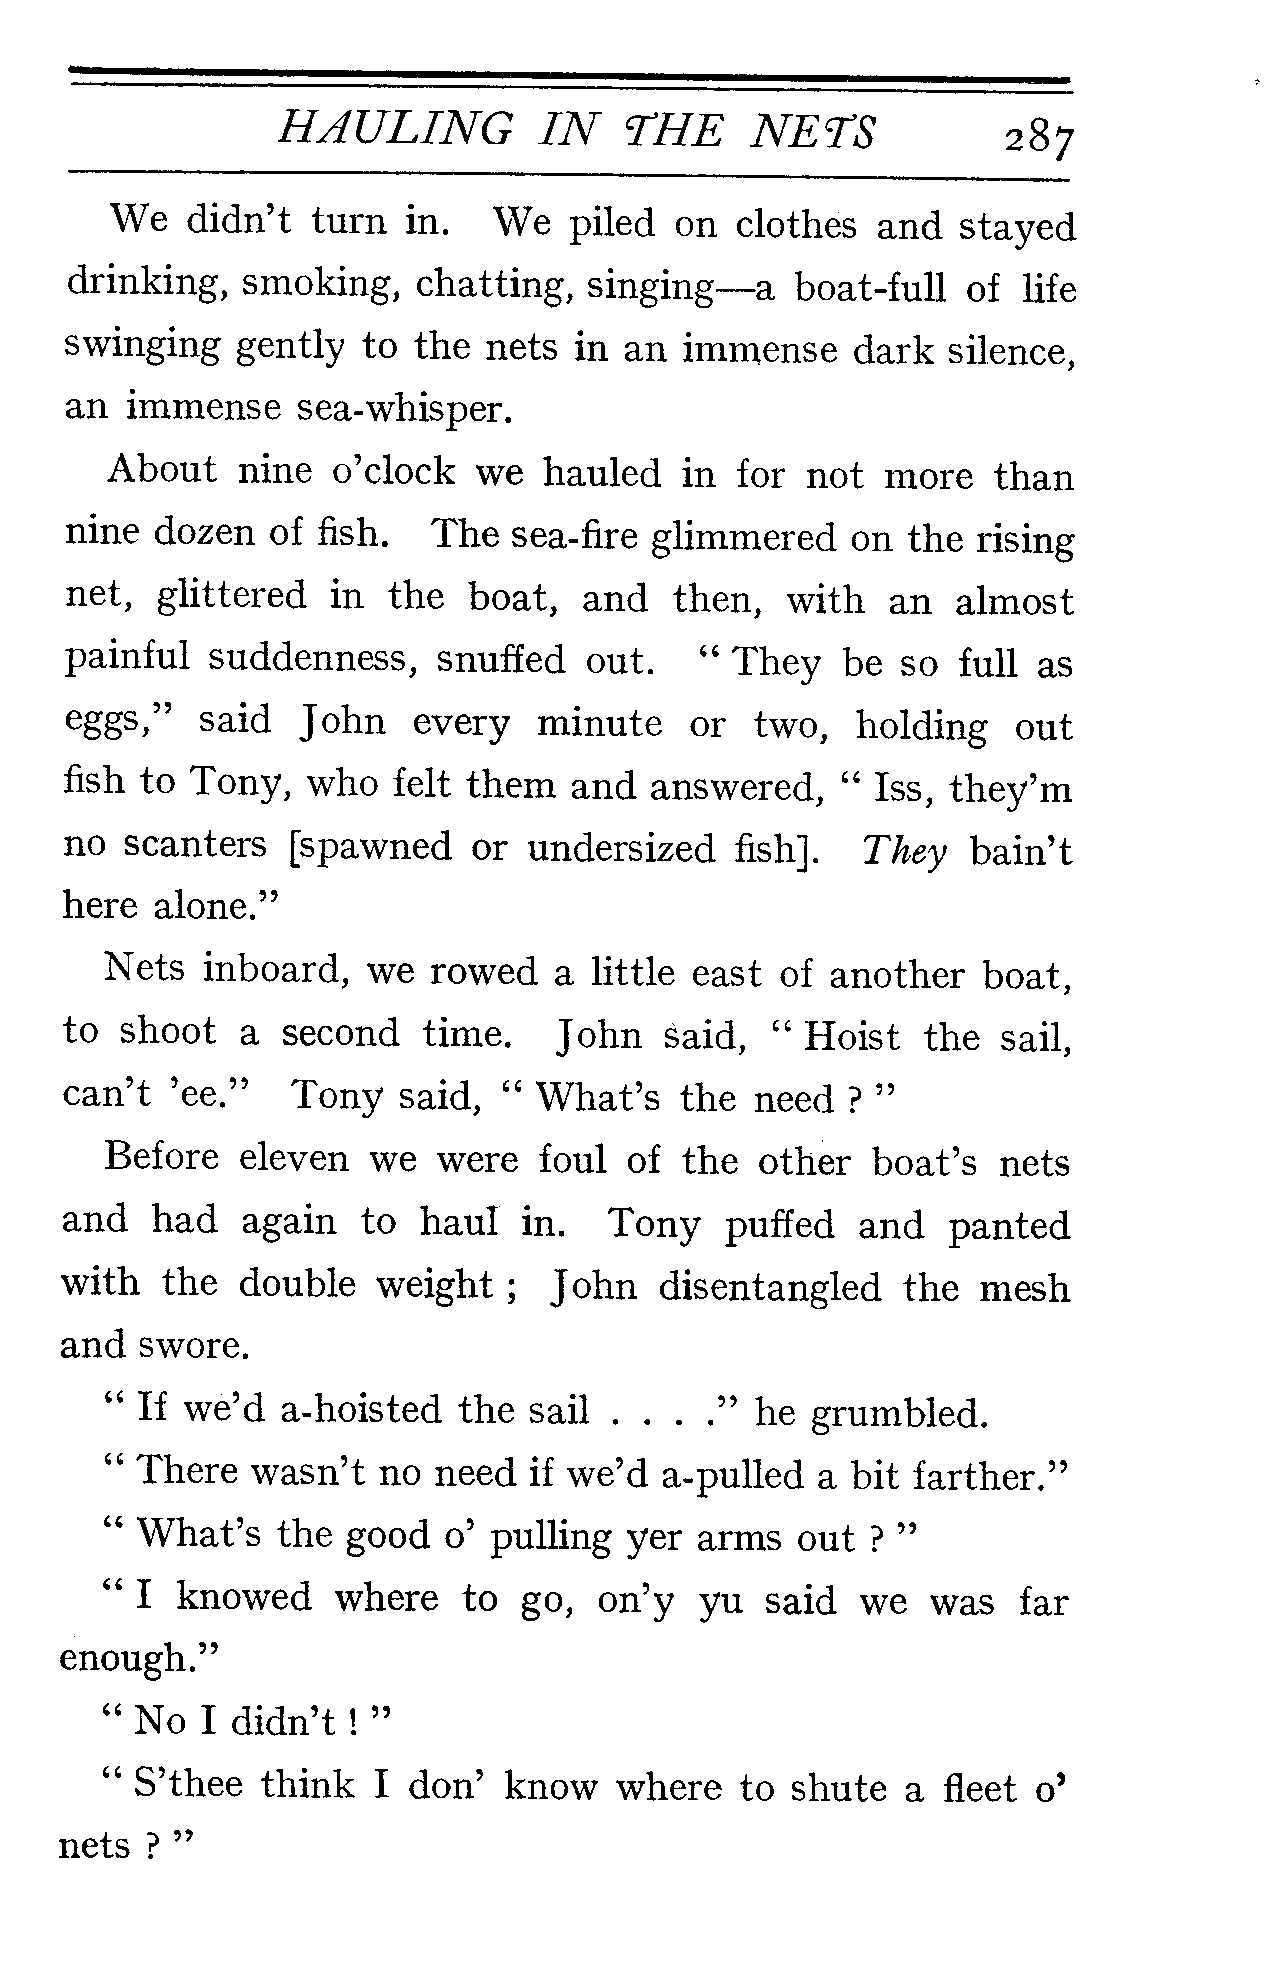 HAULING IN THE NETS 287
We didn't turn in. We piled on clothes and stayed
drinking, smoking, chatting, singing—a boat-full of life
swinging gently to the nets in an immense dark silence,
an immense sea-whisper.
About nine o'clock we hauled in for not more than
nine dozen of fish. The sea-fire glimmered on the rising
net, glittered in the boat, and then, with an almost
painful suddenness, snuffed out. " They be so full as
eggs," said John every minute or two, holding out
fish to Tony, who felt them and answered, " Iss, they'm
no scanters [spawned or undersized fish]. They bain't
here alone."
Nets inboard, we rowed a little east of another boat,
to shoot a second time. John said, " Hoist the sail,
can't 'ee." Tony said, " What's the need ? "
Before eleven we were foul of the other boat's nets
and had again to haul in. Tony puffed and panted
with the double weight ; John disentangled the mesh
and swore.
" If we'd a-hoisted the sail . . . ." he grumbled.
" There wasn't no need if we'd a-pulled a bit farther."
" What's the good o' pulling yer arms out ? "
" I knowed where to go, on'y yu said we was far
enough."
" No I didn't ! "
" S'thee think I don' know where to shute a fleet o'
nets ? "